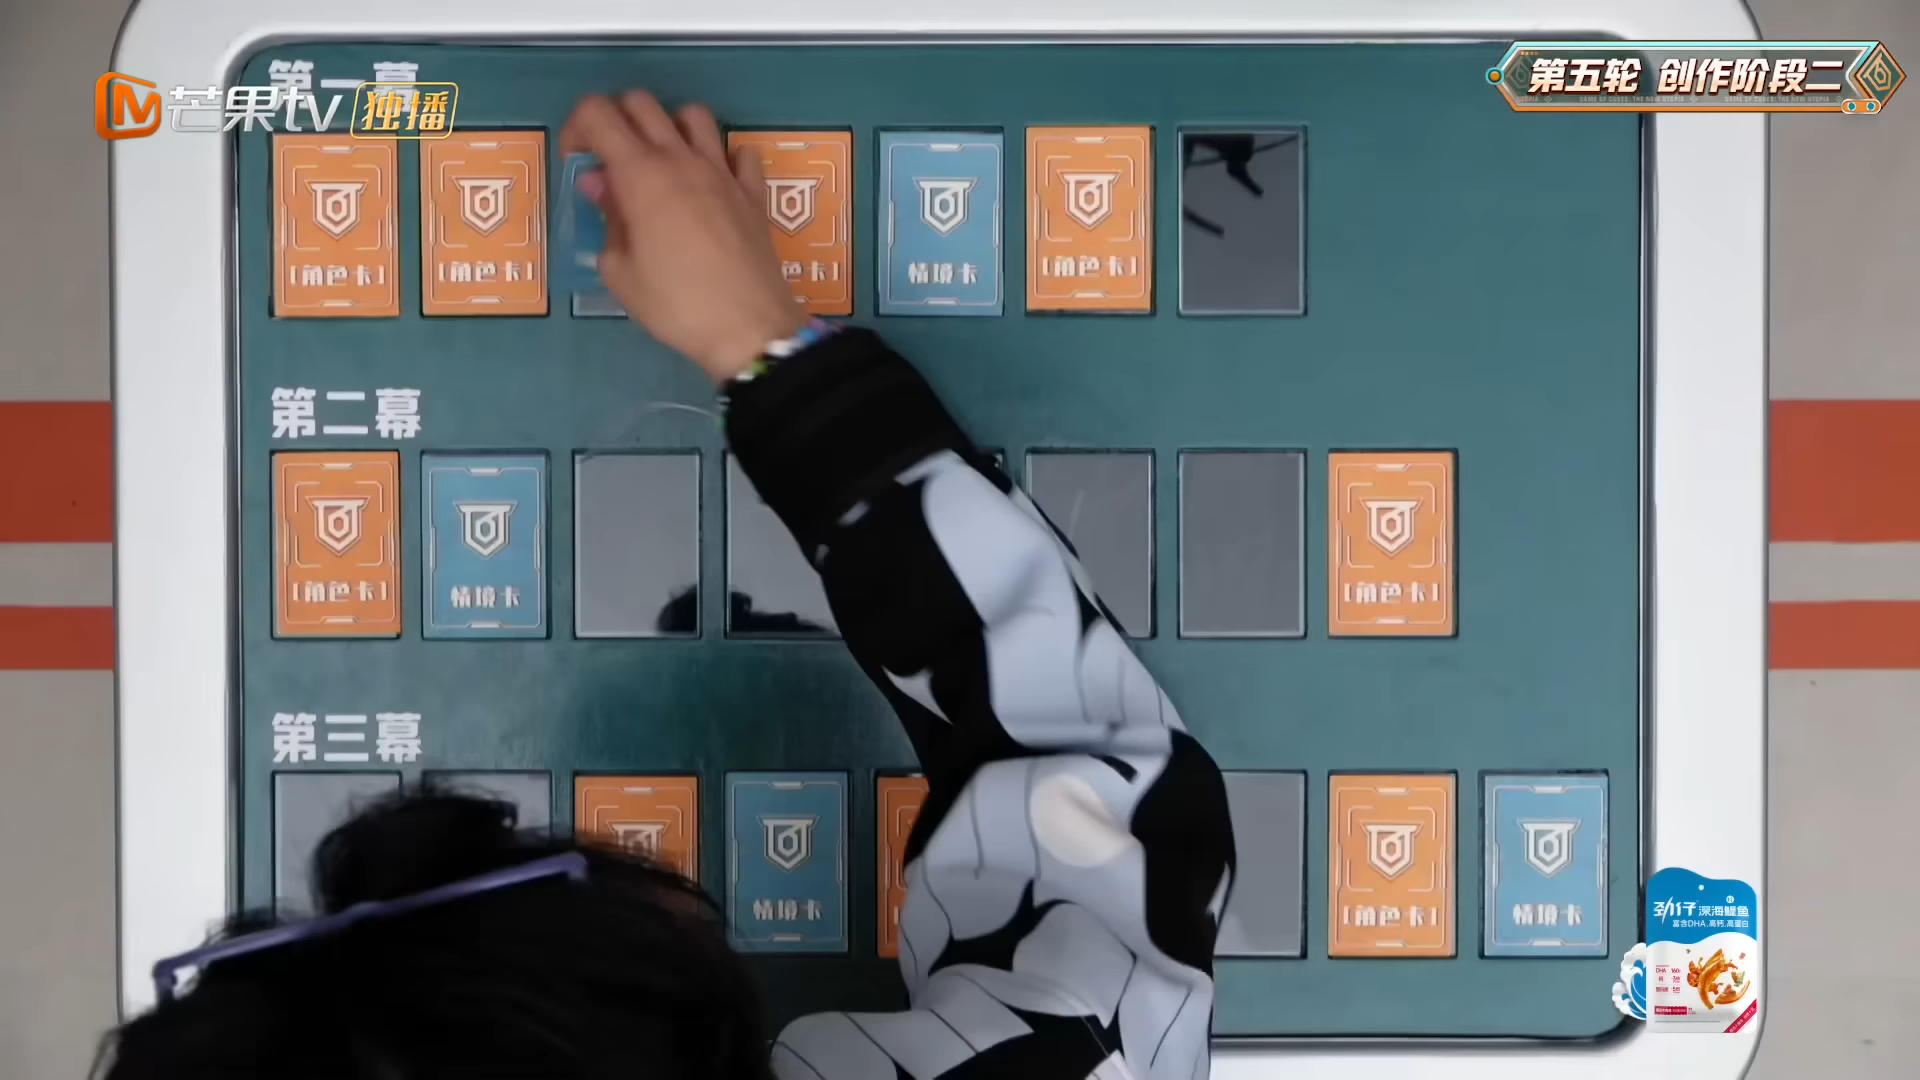 第一幕
芒果tv 独播
第五轮 创作阶段二
[角色卡] [角色卡] 色卡] 情境卡 [角色卡]
第二幕
[角色卡] 情境卡 [角色卡]
第三幕
情境卡 [角色卡] 情境卡
劲仔 深海鳀鱼
富含DHA,高钙,高蛋白